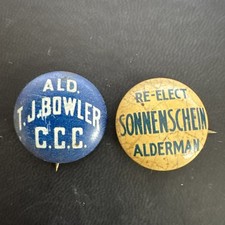 ALD.
T.J.BOWLER
C.C.C.
RE-ELECT
SONNENSCHEIN
ALDERMAN